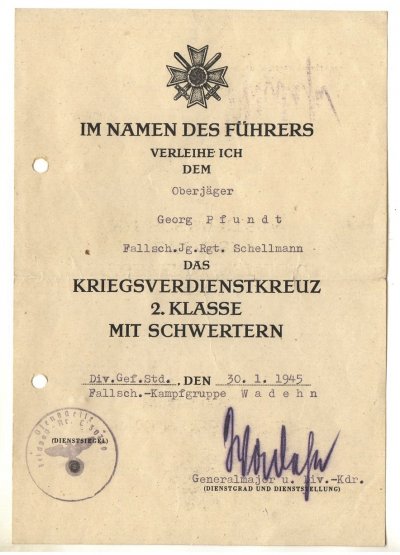 IM NAMEN DES FÜHRERS
VERLEIHE ICH
DEM
Oberjäger
Georg Pfundt
Fallsch.Jg.Rgt. Schellmann
DAS
KRIEGSVERDIENSTKREUZ
2. KLASSE
MIT SCHWERTERN
Div.Gef.Std., DEN 30. 1. 1945
Fallsch.-Kampfgruppe Wadehn
(DIENSTSIEGEL)
Wadehn
Generalmajor u. Div.-Kdr.
(DIENSTGRAD UND DIENSTSTELLUNG)